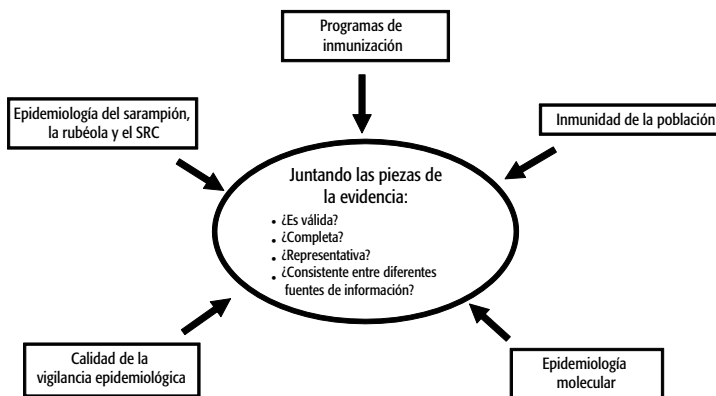 Programas de
inmunización
Epidemiología del sarampión,
la rubéola y el SRC
Inmunidad de la población
Juntando las piezas de
la evidencia:
• ¿Es válida?
• ¿Completa?
• ¿Representativa?
• ¿Consistente entre diferentes
fuentes de información?
Calidad de la
vigilancia epidemiológica
Epidemiología
molecular